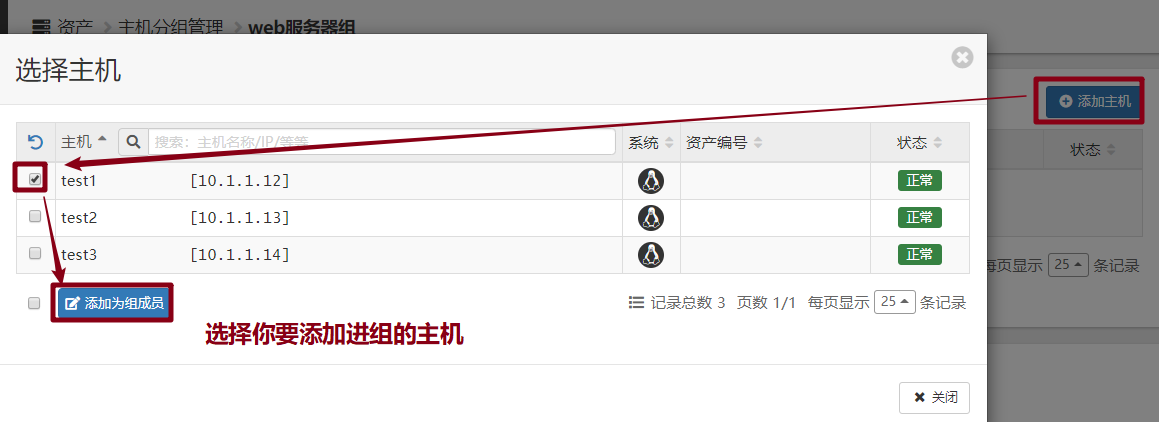 资产 主机分组管理 web服务器组
选择主机
添加主机
主机 搜索：主机名称/IP/等等 系统 资产编号 状态
状态
test1 [10.1.1.12] 正常
test2 [10.1.1.13] 正常
test3 [10.1.1.14] 正常
每页显示 25 条记录
添加为组成员 记录总数 3 页数 1/1 每页显示 25 条记录
选择你要添加进组的主机
关闭